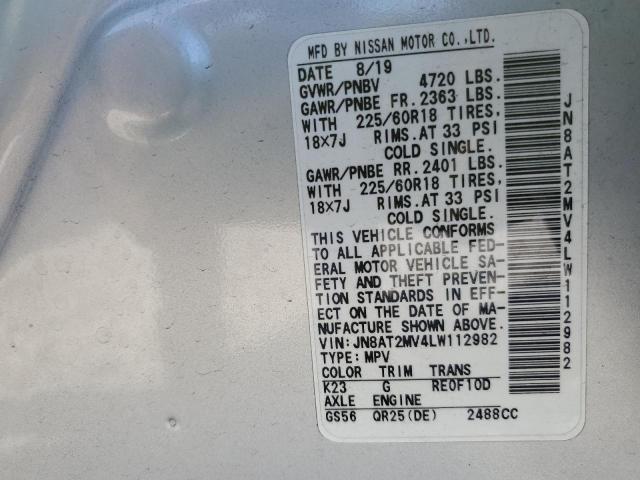 MFD BY NISSAN MOTOR CO.,LTD.
DATE 8/19
GVWR/PNBV 4720 LBS.
GAWR/PNBE FR. 2363 LBS.
WITH 225/60R18 TIRES,
18X7J RIMS.AT 33 PSI
COLD SINGLE.
GAWR/PNBE RR. 2401 LBS.
WITH 225/60R18 TIRES,
18X7J RIMS.AT 33 PSI
COLD SINGLE.
THIS VEHICLE CONFORMS
TO ALL APPLICABLE FED-
ERAL MOTOR VEHICLE SA-
FETY AND THEFT PREVEN-
TION STANDARDS IN EFF-
ECT ON THE DATE OF MA-
NUFACTURE SHOWN ABOVE.
VIN:JN8AT2MV4LW112982
TYPE:MPV
COLOR TRIM TRANS
K23 G RE0F10D
AXLE ENGINE
GS56 QR25(DE) 2488CC
JN8AT2MV4LW112982